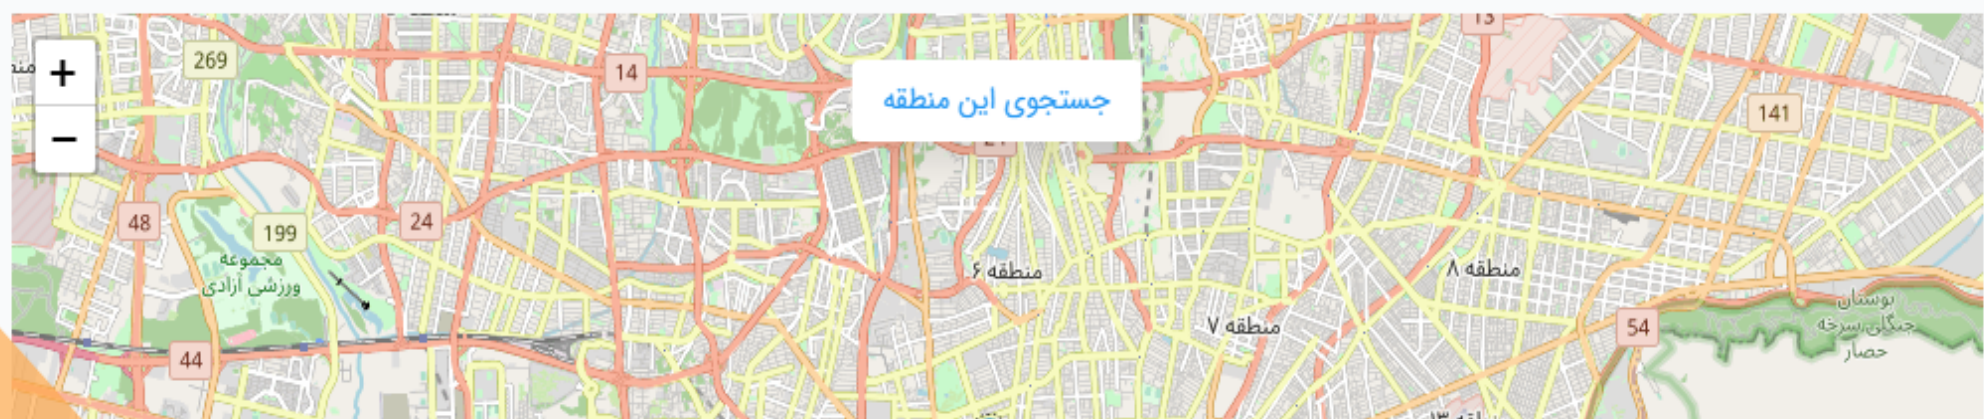 13
269
+
14
جستجوی این منطقه
141
−
21
48
199
24
مجموعه
ورزشی آزادی
منطقه ۶
منطقه ۸
بوستان
جنگلی سرخه
حصار
منطقه ۷
54
44